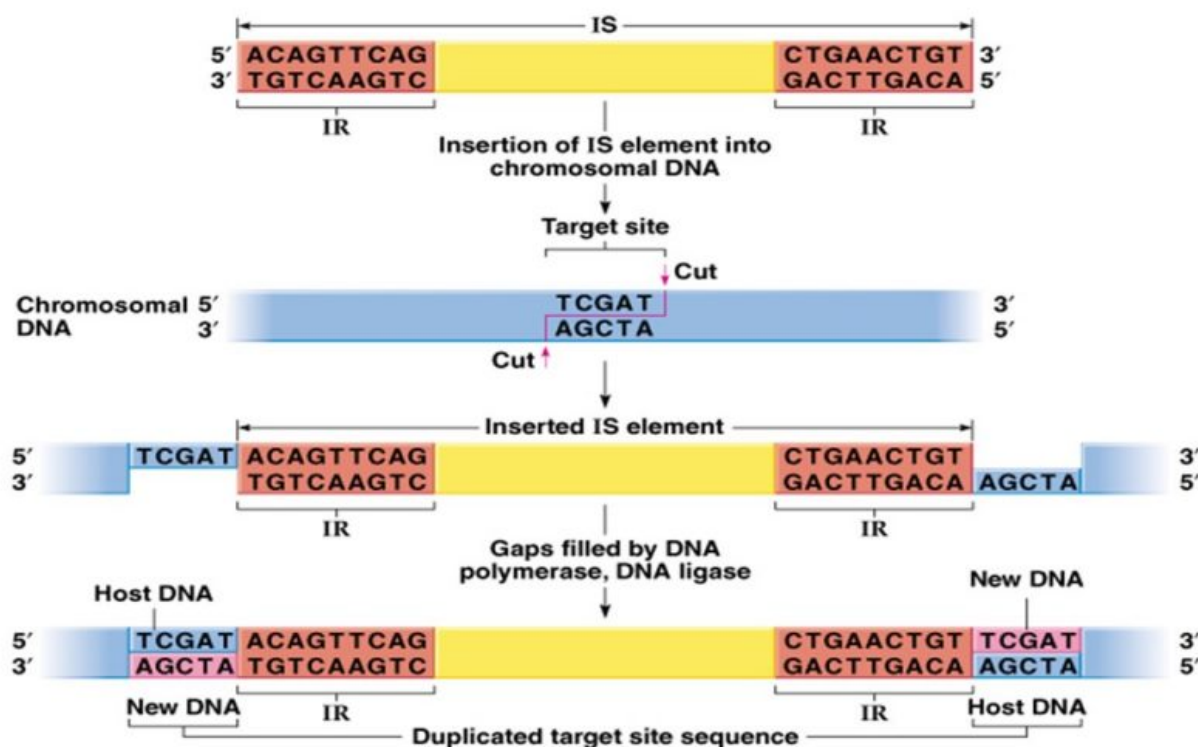 IS
5′ ACAGTTCAG CTGAACTGT 3′
3′ TGTCAAGTC GACTTGACA 5′
IR IR
Insertion of IS element into
chromosomal DNA
Target site
Cut
Chromosomal 5′ TCGAT 3′
DNA 3′ AGCTA 5′
Cut
Inserted IS element
5′ TCGAT ACAGTTCAG CTGAACTGT 3′
3′ TGTCAAGTC GACTTGACA AGCTA 5′
IR IR
Gaps filled by DNA
polymerase, DNA ligase
Host DNA New DNA
5′ TCGAT ACAGTTCAG CTGAACTGT TCGAT 3′
3′ AGCTA TGTCAAGTC GACTTGACA AGCTA 5′
New DNA IR IR Host DNA
Duplicated target site sequence